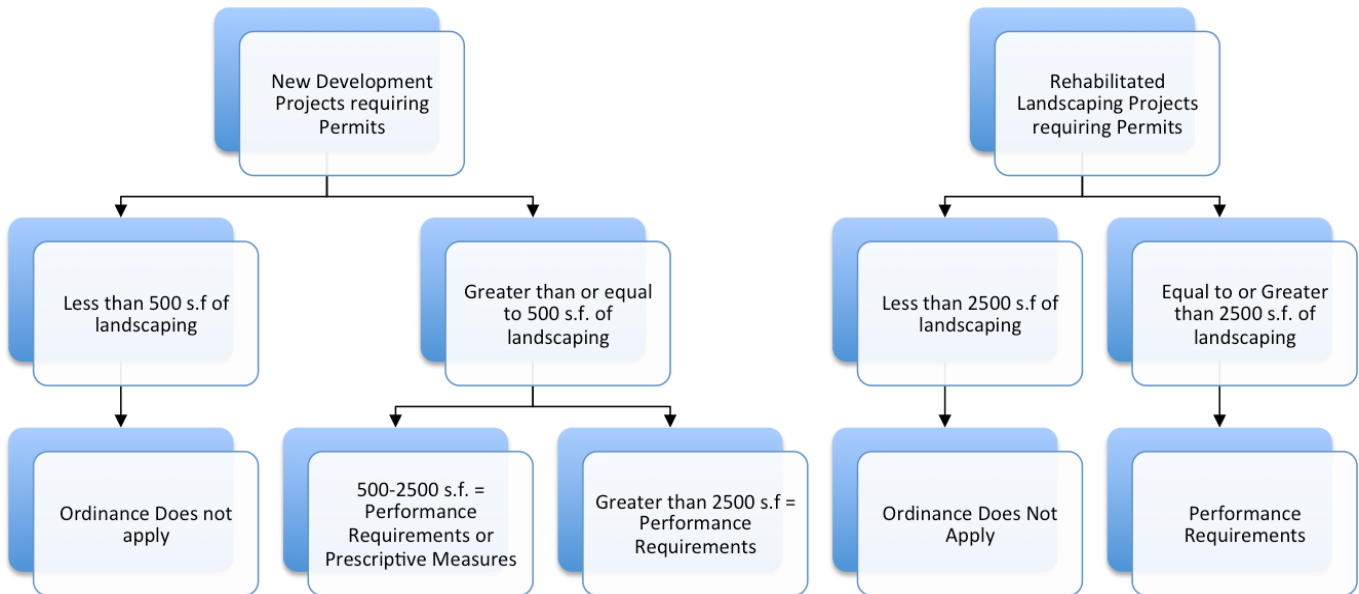 New Development
Projects requiring
Permits
Rehabilitated
Landscaping Projects
requiring Permits
Less than 500 s.f of
landscaping
Greater than or equal
to 500 s.f. of
landscaping
Less than 2500 s.f of
landscaping
Equal to or Greater
than 2500 s.f. of
landscaping
Ordinance Does not
apply
500-2500 s.f. =
Performance
Requirements or
Prescriptive Measures
Greater than 2500 s.f =
Performance
Requirements
Ordinance Does Not
Apply
Performance
Requirements